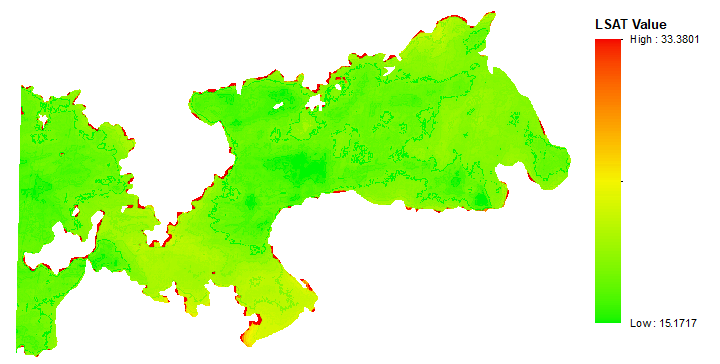 LSAT Value
High : 33.3801
Low : 15.1717